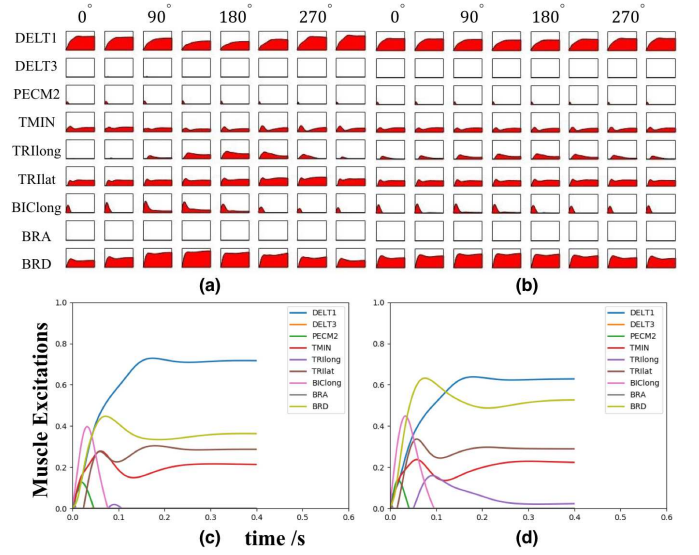 0° 90° 180° 270° 0° 90° 180° 270°
DELT1
DELT3
PECM2
TMIN
TRIlong
TRIlat
BIClong
BRA
BRD
(a) (b)
Muscle Excitations
1.0
0.8
0.6
0.4
0.2
0.0
0.0 0.1 0.2 0.3 0.4 0.5 0.6
DELT1
DELT3
PECM2
TMIN
TRIlong
TRIlat
BIClong
BRA
BRD
(c) time /s
1.0
0.8
0.6
0.4
0.2
0.0
0.0 0.1 0.2 0.3 0.4 0.5 0.6
DELT1
DELT3
PECM2
TMIN
TRIlong
TRIlat
BIClong
BRA
BRD
(d)